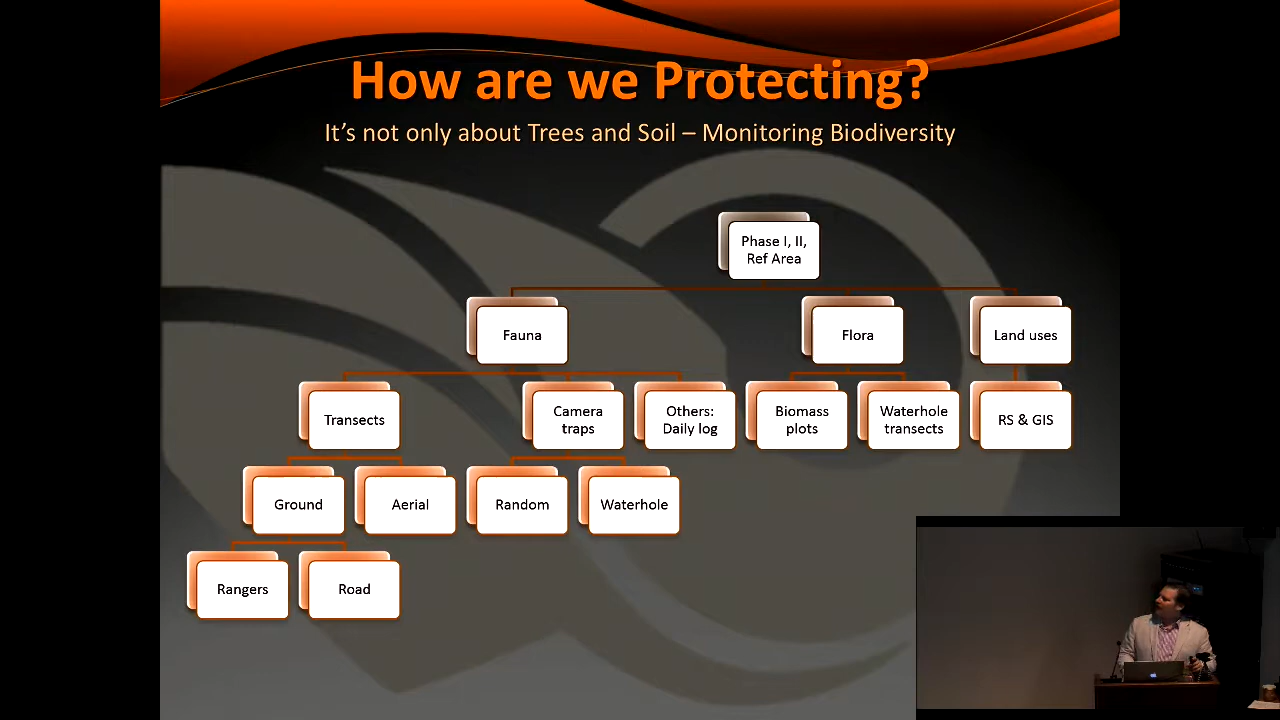 How are we Protecting?
It's not only about Trees and Soil – Monitoring Biodiversity
Phase I, II,
Ref Area
Fauna
Flora
Land uses
Transects
Camera
traps
Others:
Daily log
Biomass
plots
Waterhole
transects
RS & GIS
Ground
Aerial
Random
Waterhole
Rangers
Road